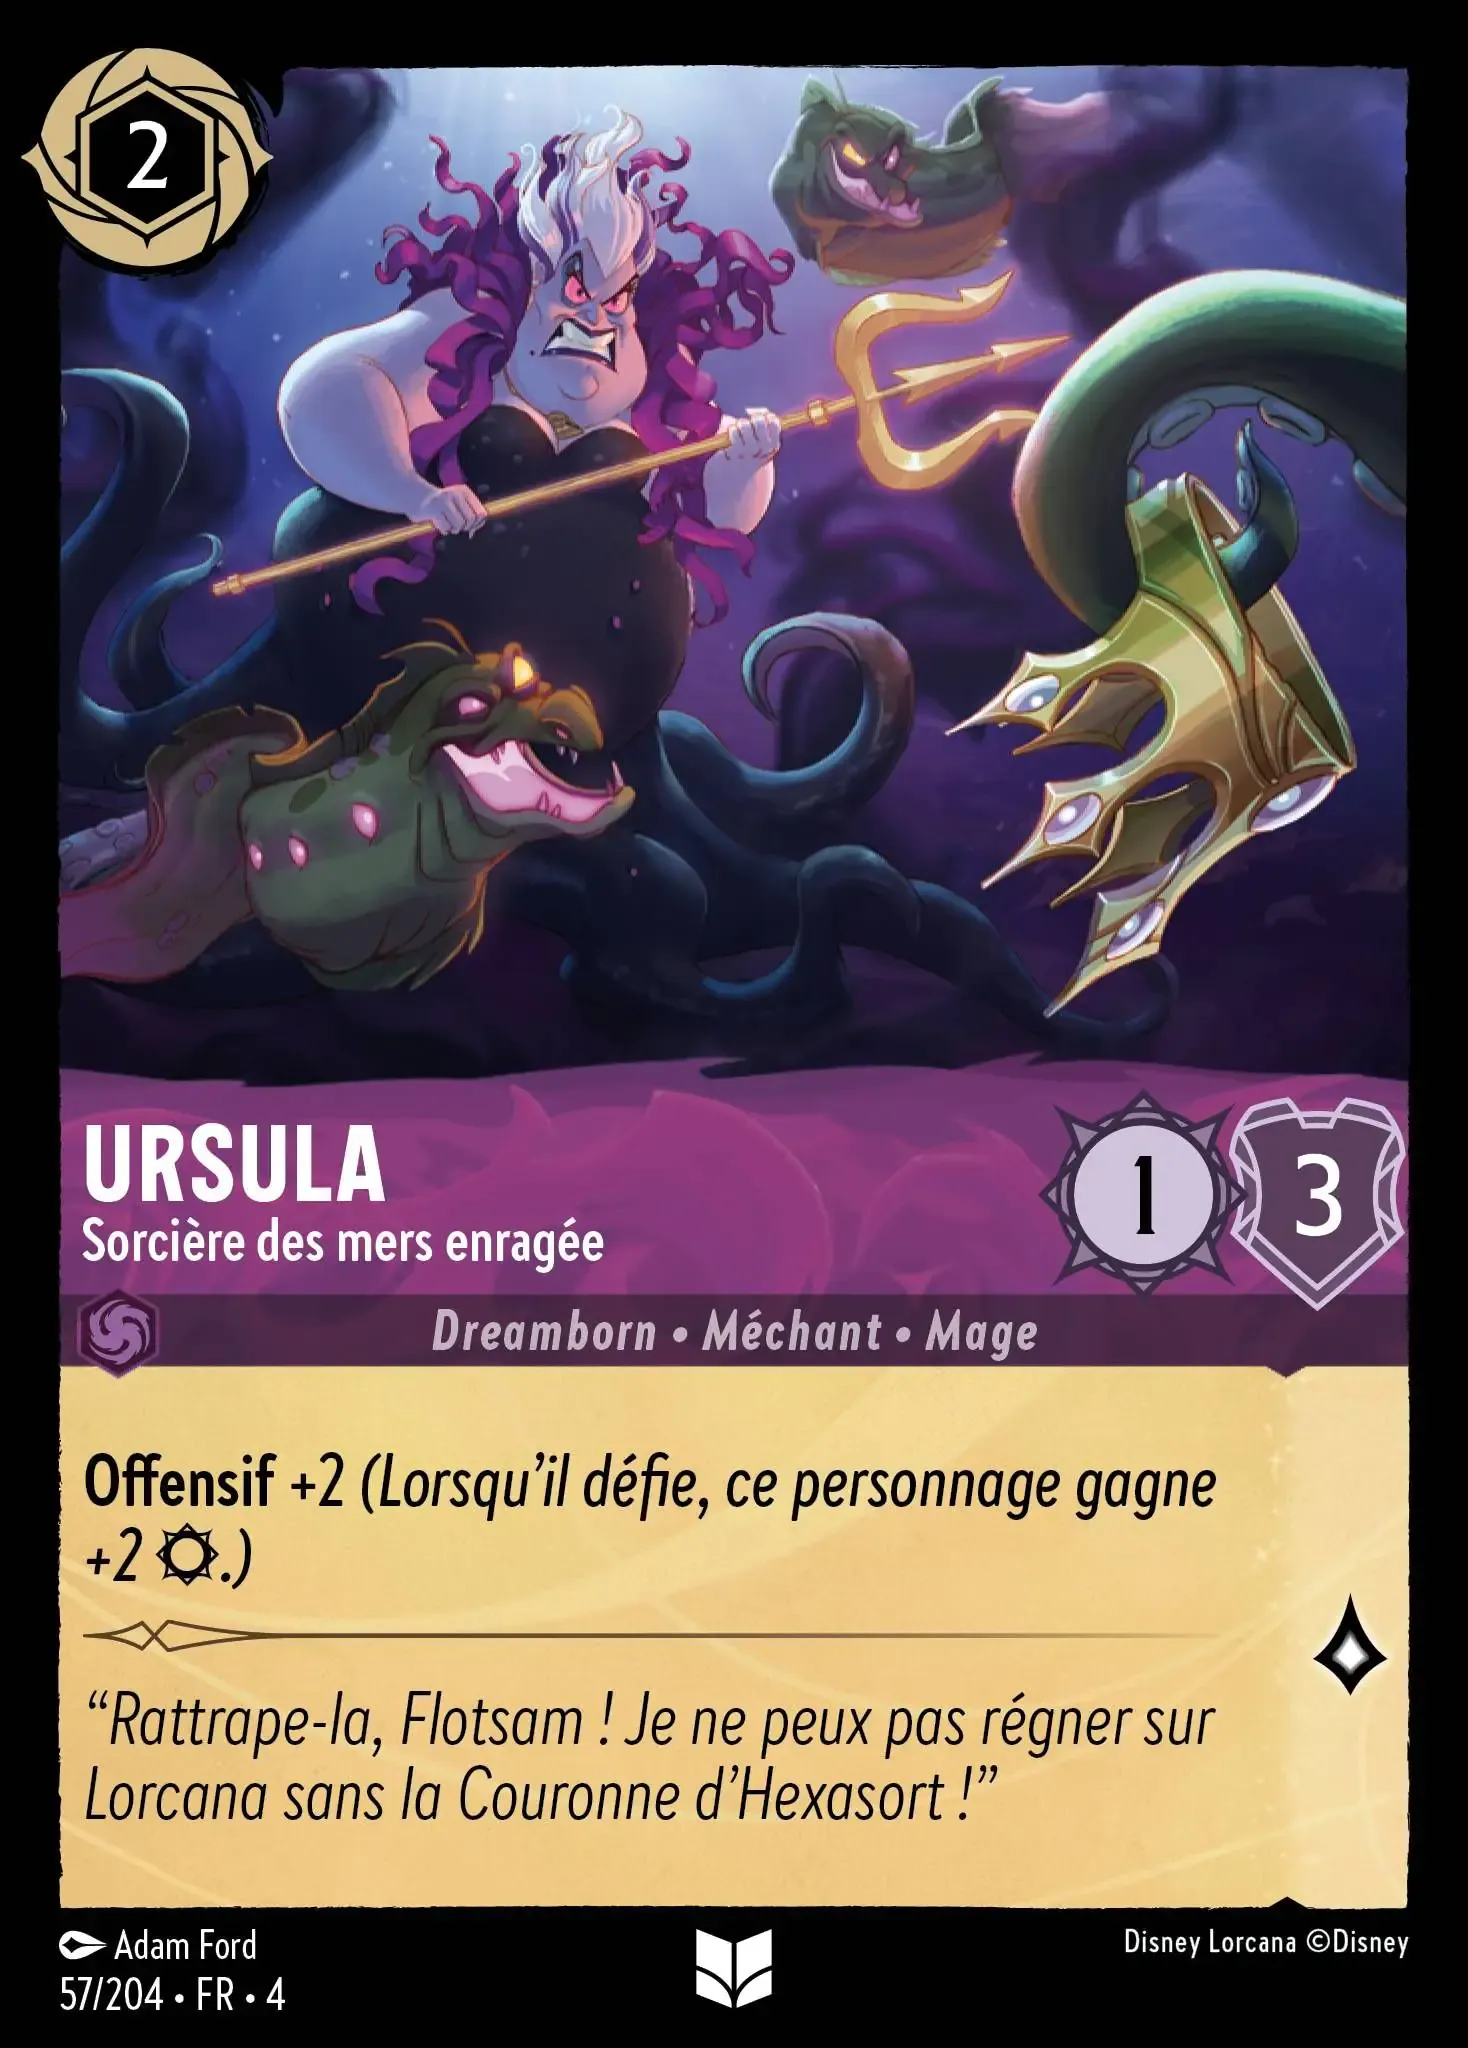 2
URSULA
Sorcière des mers enragée
1
3
Dreamborn • Méchant • Mage
Offensif +2 (Lorsqu’il défie, ce personnage gagne
+2 .)
“Rattrape-la, Flotsam ! Je ne peux pas régner sur
Lorcana sans la Couronne d’Hexasort !”
Adam Ford
57/204 • FR • 4
Disney Lorcana ©Disney